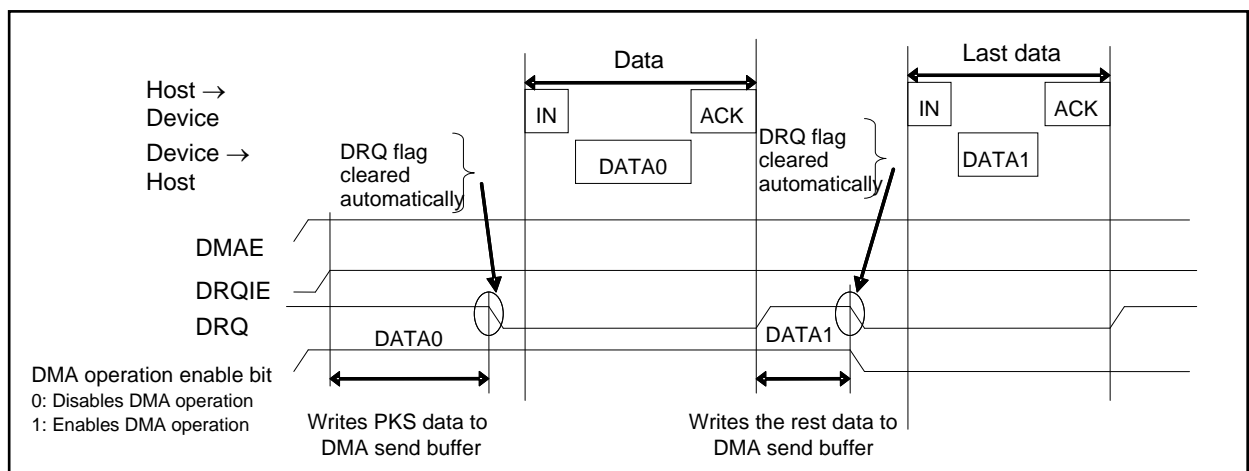 Data
Last data
Host →
Device
IN
ACK
IN
ACK
Device →
Host
DRQ flag
cleared
automatically
DATA0
DRQ flag
cleared
automatically
DATA1
DMAE
DRQIE
DRQ
DATA0
DATA1
DMA operation enable bit
0: Disables DMA operation
1: Enables DMA operation
Writes PKS data to
DMA send buffer
Writes the rest data to
DMA send buffer